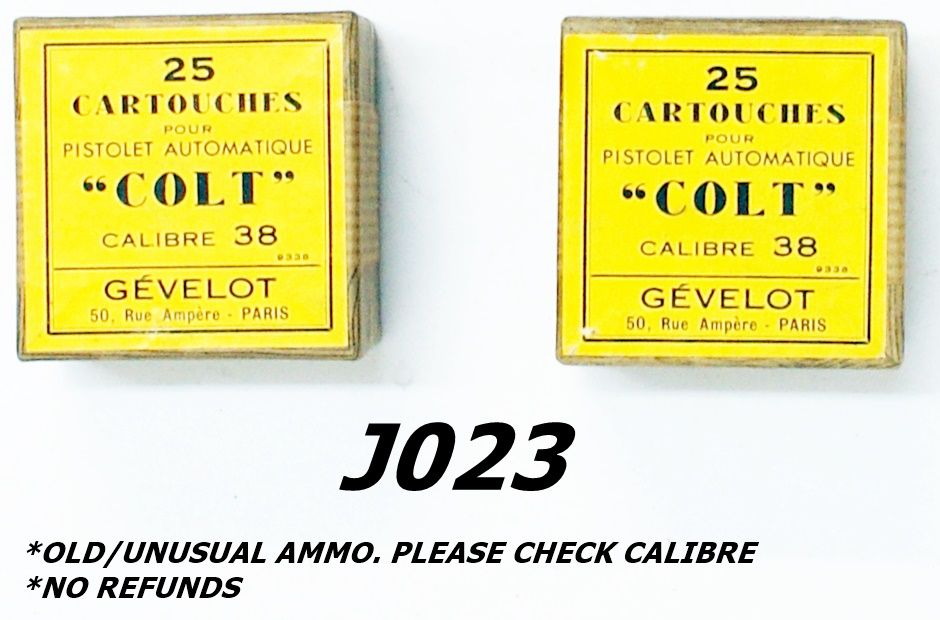 25
CARTOUCHES
POUR
PISTOLET AUTOMATIQUE
“COLT”
CALIBRE 38
9338
GÉVELOT
50, Rue Ampère - PARIS
25
CARTOUCHES
POUR
PISTOLET AUTOMATIQUE
“COLT”
CALIBRE 38
9338
GÉVELOT
50, Rue Ampère - PARIS
J023
*OLD/UNUSUAL AMMO. PLEASE CHECK CALIBRE
*NO REFUNDS